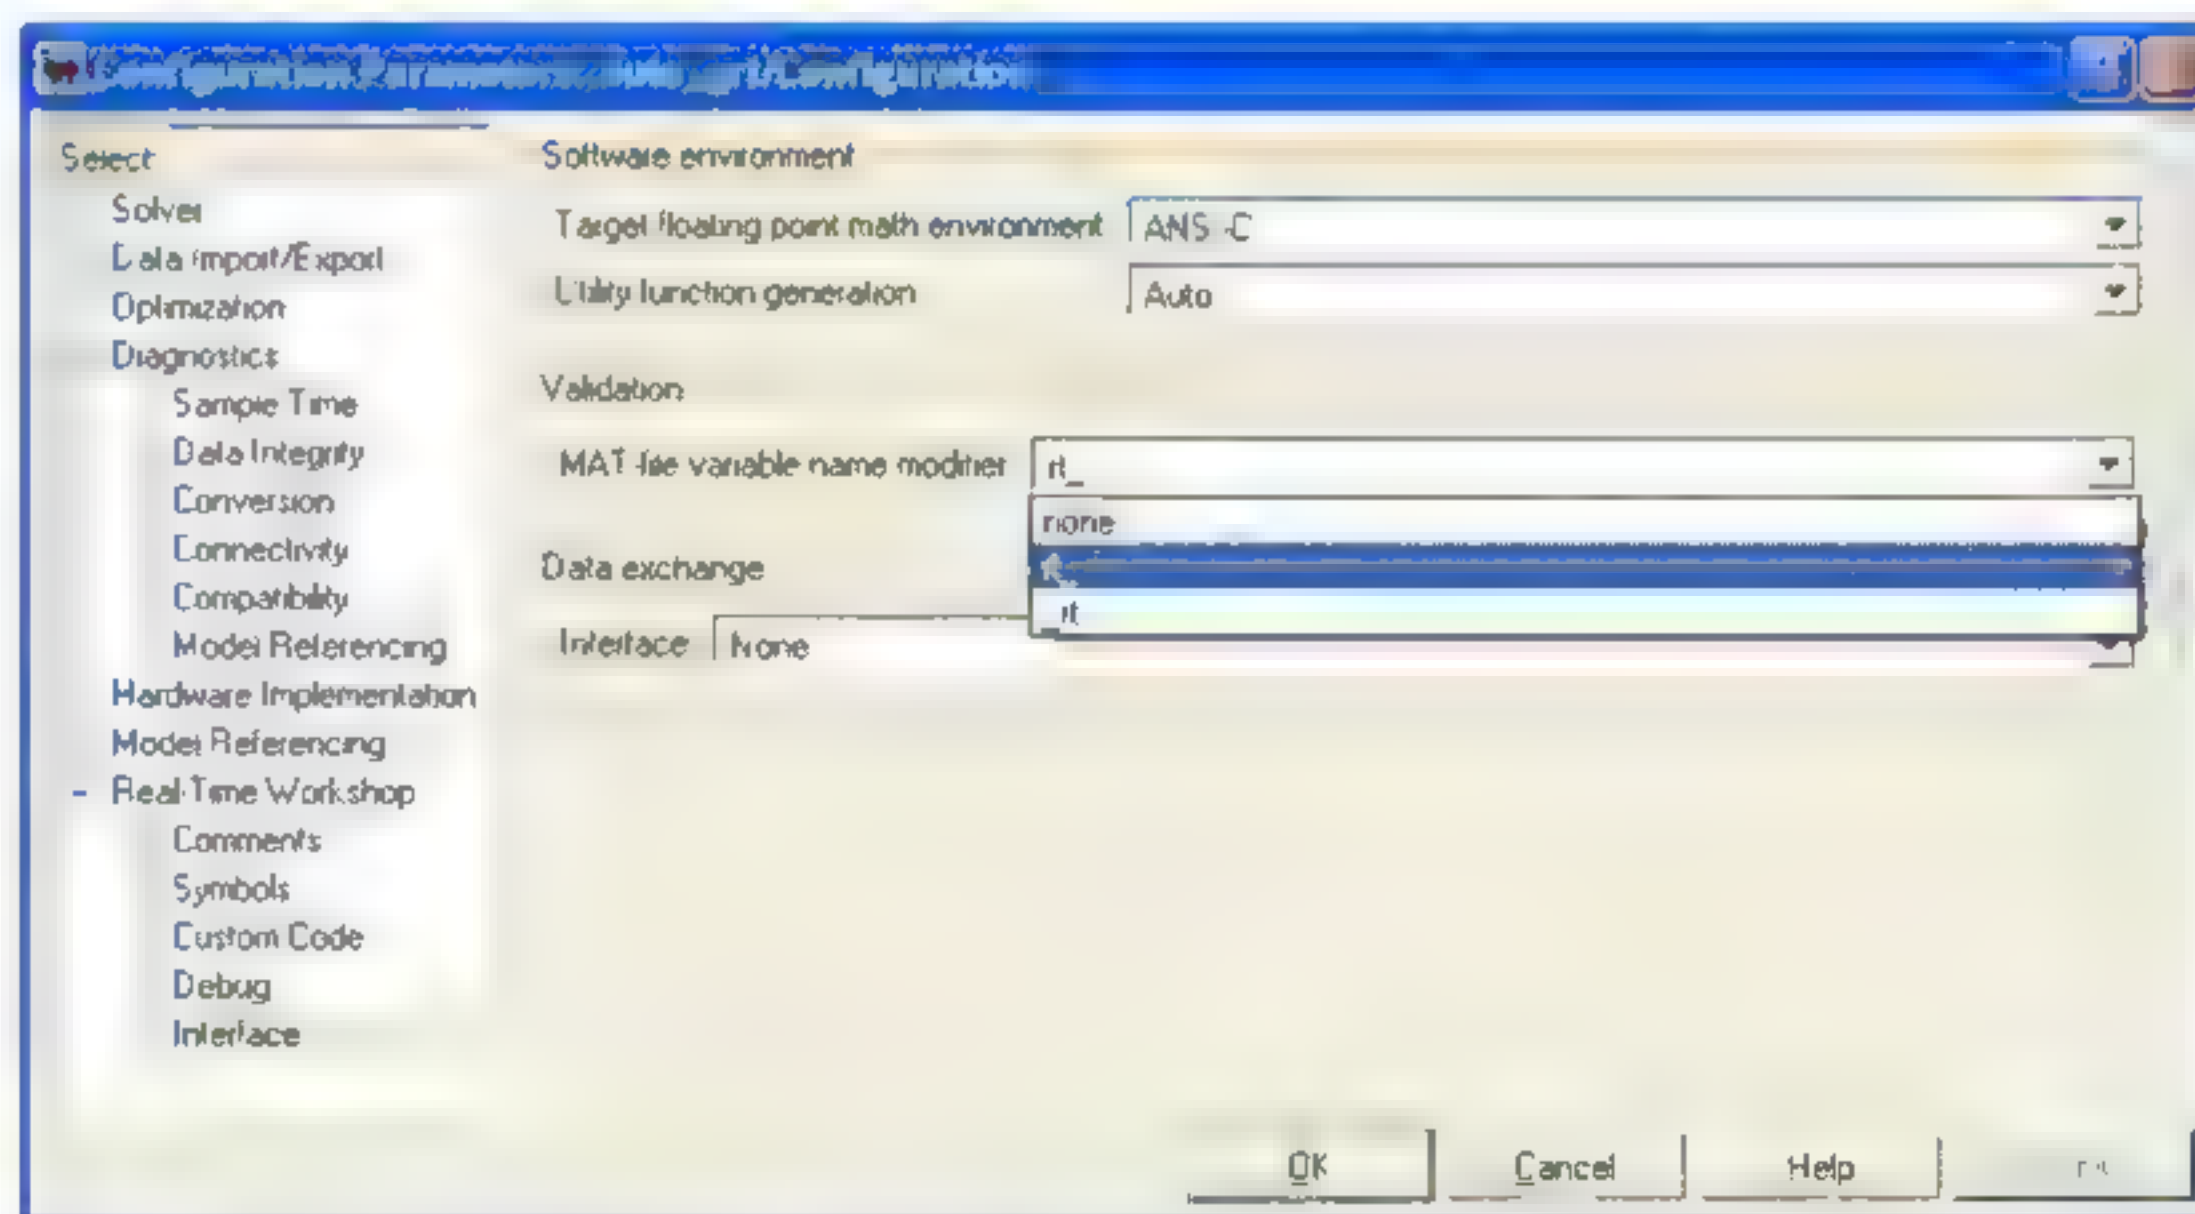 Select
Solver
Data Import/Export
Optimization
Diagnostics
Sample Time
Data Integrity
Conversion
Connectivity
Compatibility
Model Referencing
Hardware Implementation
Model Referencing
- Real-Time Workshop
Comments
Symbols
Custom Code
Debug
Interface
Software environment
Target floating point math environment ANSI-C
Utility function generation Auto
Validation
MAT-file variable name modifier rt_
none
rt_
_rt
Data exchange
Interface None
OK Cancel Help